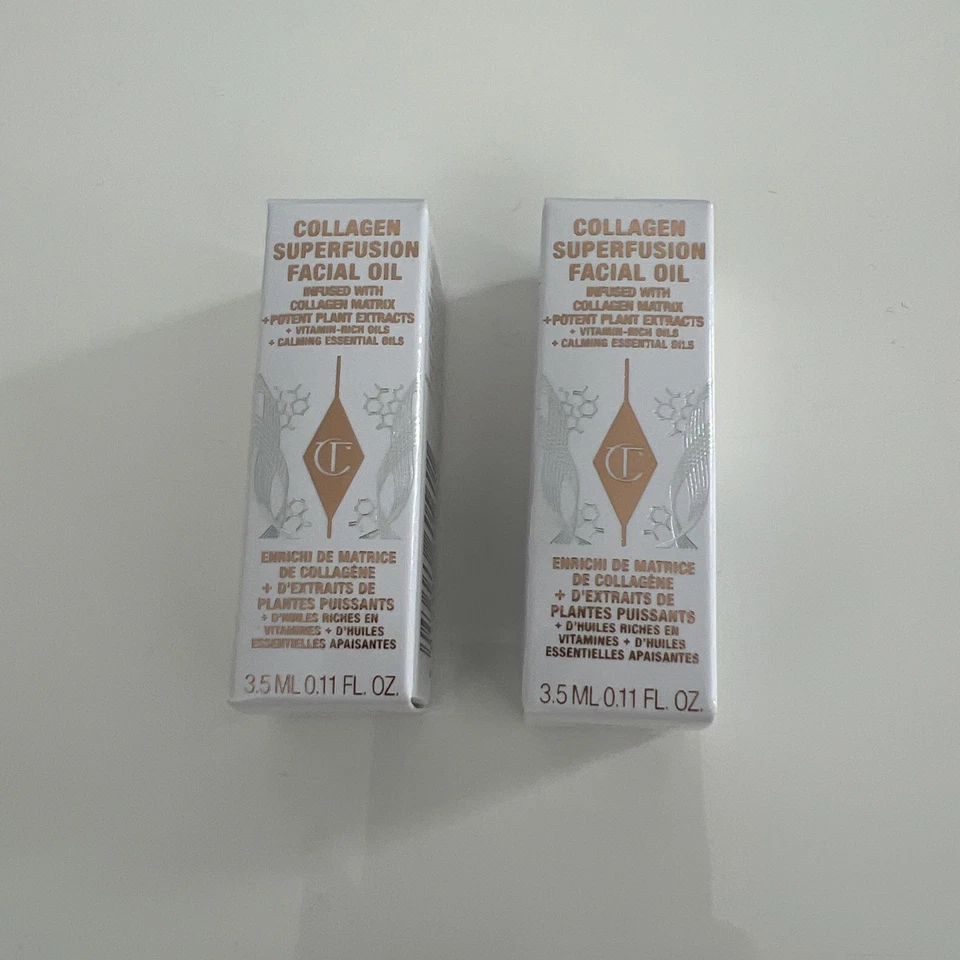 COLLAGEN
SUPERFUSION
FACIAL OIL
INFUSED WITH
COLLAGEN MATRIX
+POTENT PLANT EXTRACTS
+ VITAMIN-RICH OILS
+ CALMING ESSENTIAL OILS
CT
ENRICHI DE MATRICE
DE COLLAGÈNE
+ D'EXTRAITS DE
PLANTES PUISSANTS
+ D'HUILES RICHES EN
VITAMINES + D'HUILES
ESSENTIELLES APAISANTES
3.5 ML 0.11 FL. OZ.
COLLAGEN
SUPERFUSION
FACIAL OIL
INFUSED WITH
COLLAGEN MATRIX
+POTENT PLANT EXTRACTS
+ VITAMIN-RICH OILS
+ CALMING ESSENTIAL OILS
CT
ENRICHI DE MATRICE
DE COLLAGÈNE
+ D'EXTRAITS DE
PLANTES PUISSANTS
+ D'HUILES RICHES EN
VITAMINES + D'HUILES
ESSENTIELLES APAISANTES
3.5 ML 0.11 FL. OZ.